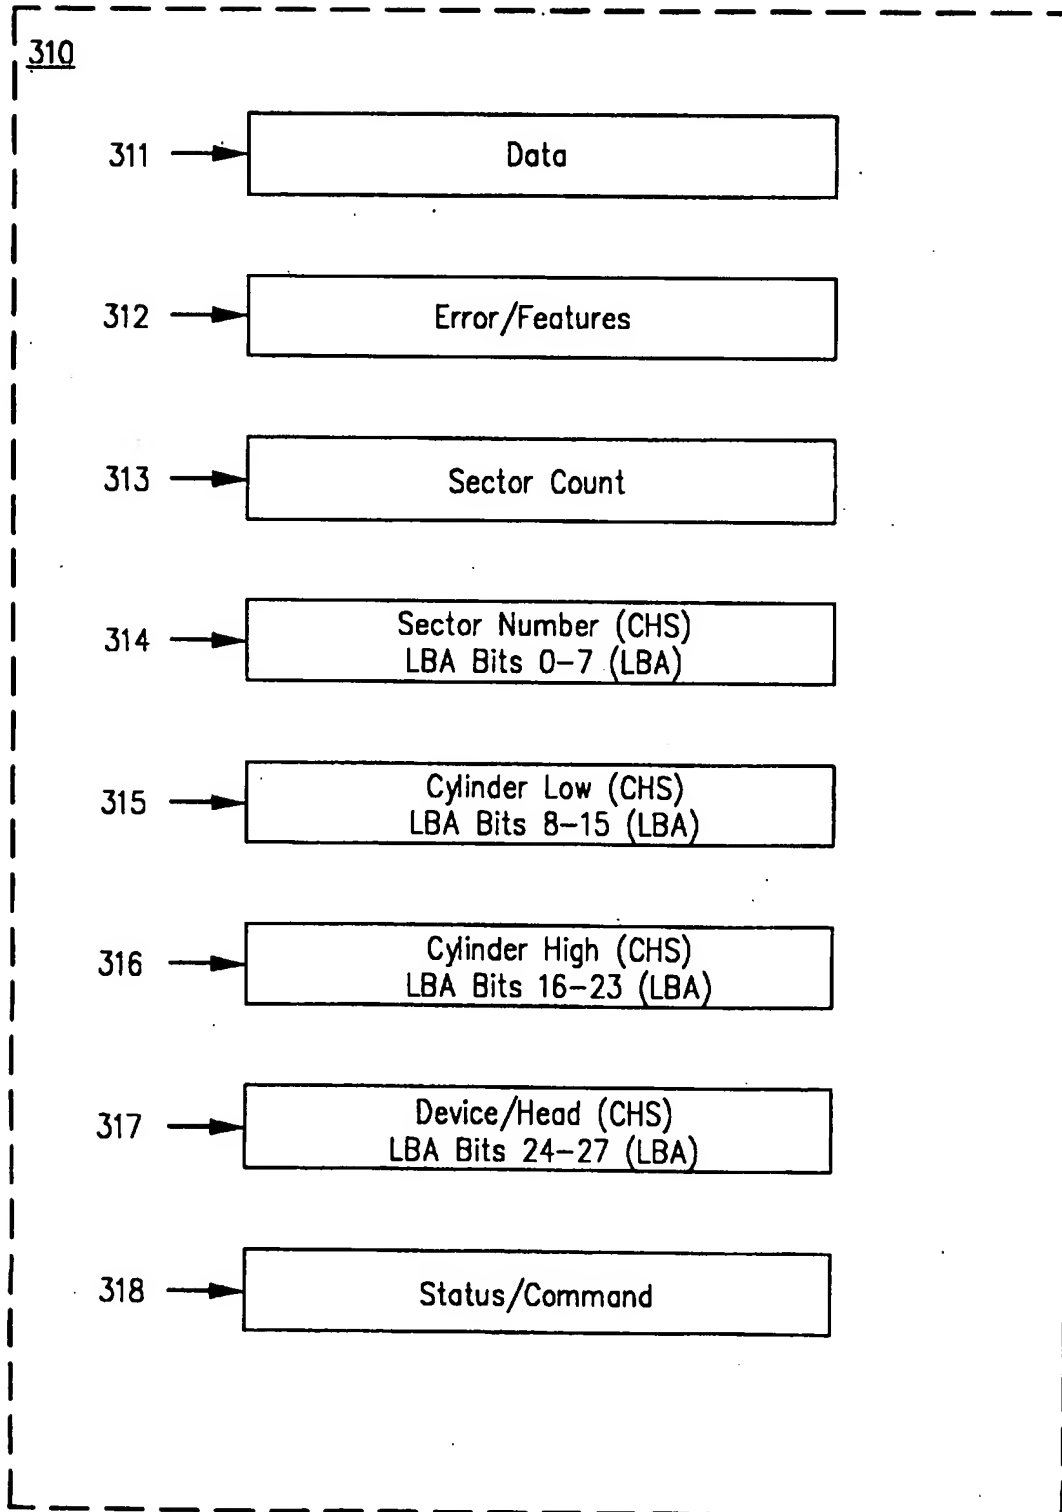 310
311 Data
312 Error/Features
313 Sector Count
314 Sector Number (CHS)
LBA Bits 0–7 (LBA)
315 Cylinder Low (CHS)
LBA Bits 8–15 (LBA)
316 Cylinder High (CHS)
LBA Bits 16–23 (LBA)
317 Device/Head (CHS)
LBA Bits 24–27 (LBA)
318 Status/Command